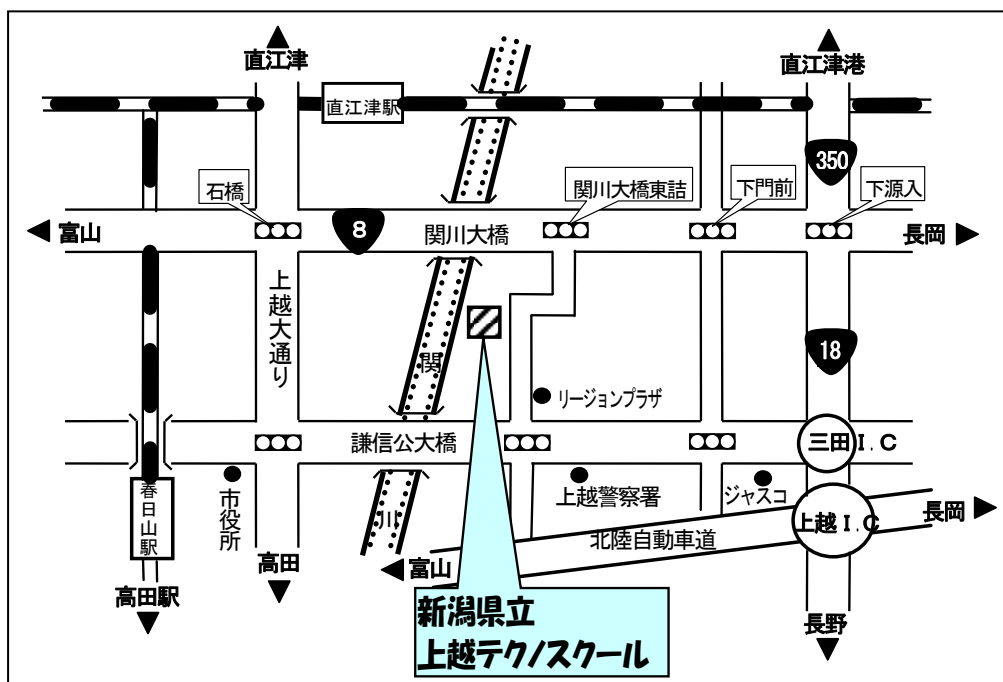 直江津
直江津港
直江津駅
350
石橋
関川大橋東詰
下門前
下源入
富山
8
関川大橋
長岡
上越大通り
18
関
リージョンプラザ
謙信公大橋
三田I.C
春日山駅
市役所
川
上越警察署
ジャスコ
上越I.C
長岡
北陸自動車道
富山
高田
高田駅
長野
新潟県立
上越テクノスクール